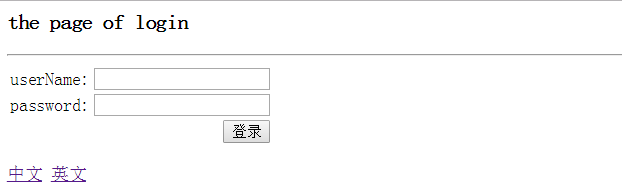 the page of login
userName:
password:
登录
中文 英文